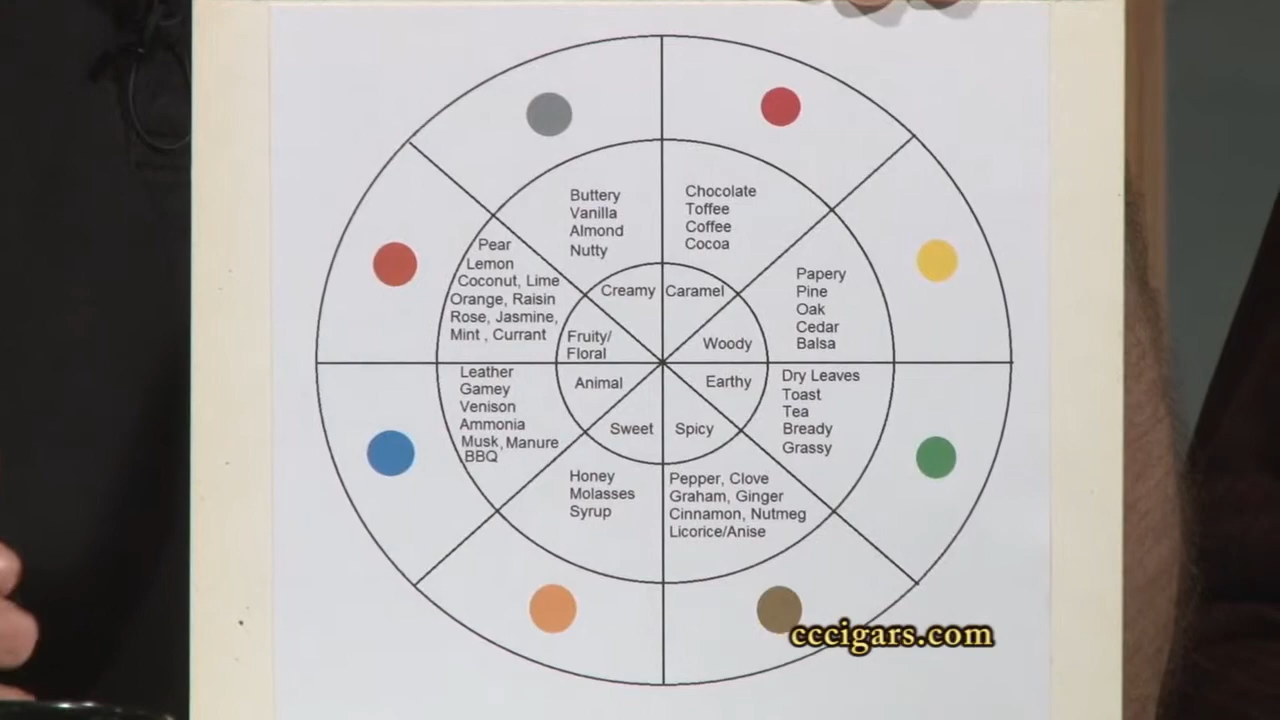 Buttery
Vanilla
Almond
Nutty
Chocolate
Toffee
Coffee
Cocoa
Pear
Lemon
Coconut, Lime
Orange, Raisin
Rose, Jasmine,
Mint , Currant
Creamy
Caramel
Papery
Pine
Oak
Cedar
Balsa
Fruity/
Floral
Woody
Leather
Gamey
Venison
Ammonia
Musk, Manure
BBQ
Animal
Earthy
Dry Leaves
Toast
Tea
Bready
Grassy
Sweet
Spicy
Honey
Molasses
Syrup
Pepper, Clove
Graham, Ginger
Cinnamon, Nutmeg
Licorice/Anise
cccigars.com